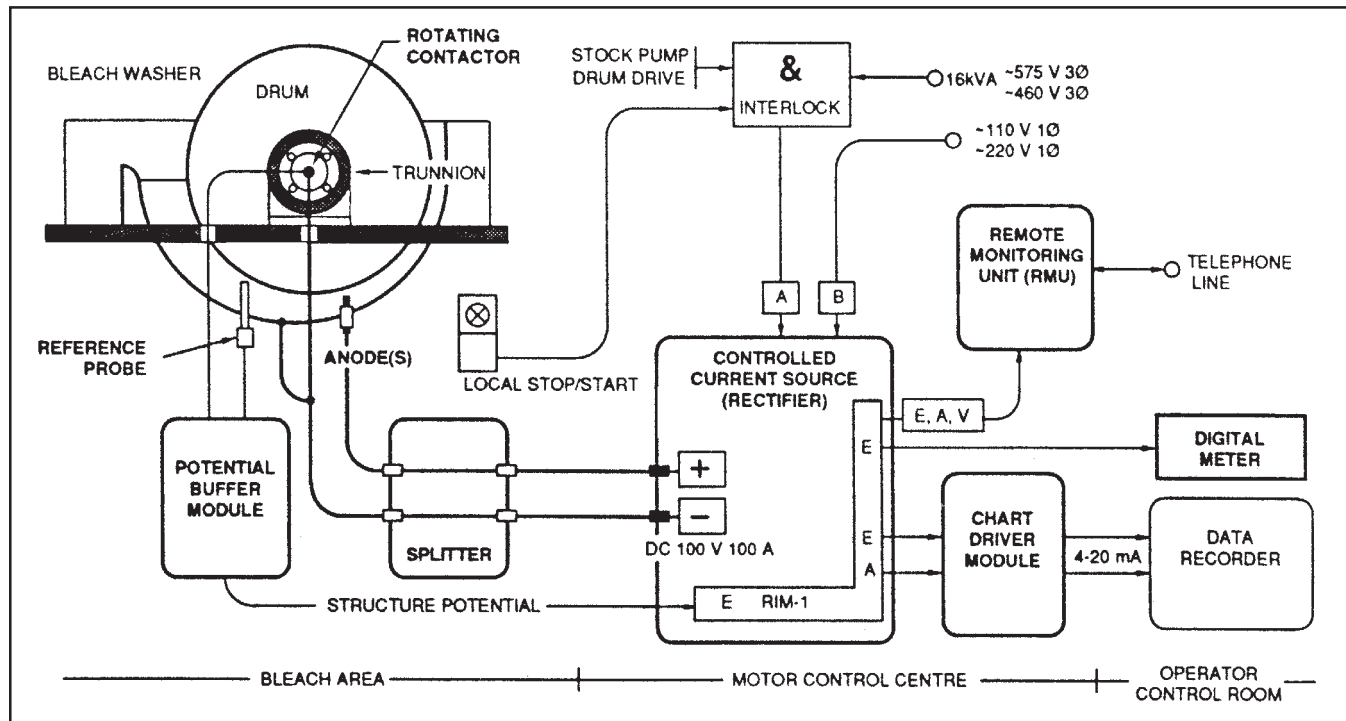 ROTATING
CONTACTOR
BLEACH WASHER
DRUM
TRUNNION
STOCK PUMP
DRUM DRIVE
&
INTERLOCK
16kVA ~575 V 3Ø
~460 V 3Ø
~110 V 1Ø
~220 V 1Ø
REMOTE
MONITORING
UNIT (RMU)
TELEPHONE
LINE
A
B
REFERENCE
PROBE
ANODE(S)
LOCAL STOP/START
CONTROLLED
CURRENT SOURCE
(RECTIFIER)
E, A, V
E
DIGITAL
METER
POTENTIAL
BUFFER
MODULE
SPLITTER
+
−
DC 100 V 100 A
E
A
CHART
DRIVER
MODULE
4-20 mA
DATA
RECORDER
STRUCTURE POTENTIAL
E RIM-1
BLEACH AREA
MOTOR CONTROL CENTRE
OPERATOR
CONTROL ROOM